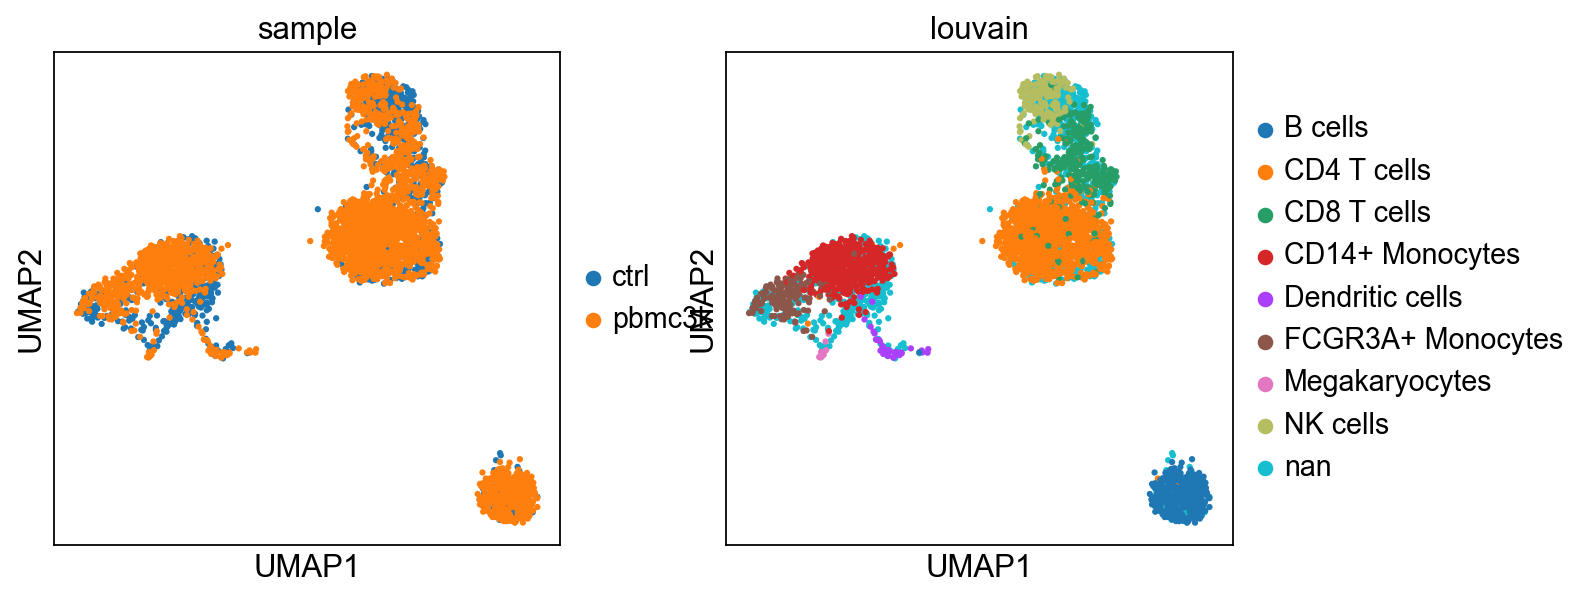 sample
UMAP2
UMAP1
ctrl
pbmc3k
louvain
UMAP2
UMAP1
B cells
CD4 T cells
CD8 T cells
CD14+ Monocytes
Dendritic cells
FCGR3A+ Monocytes
Megakaryocytes
NK cells
nan